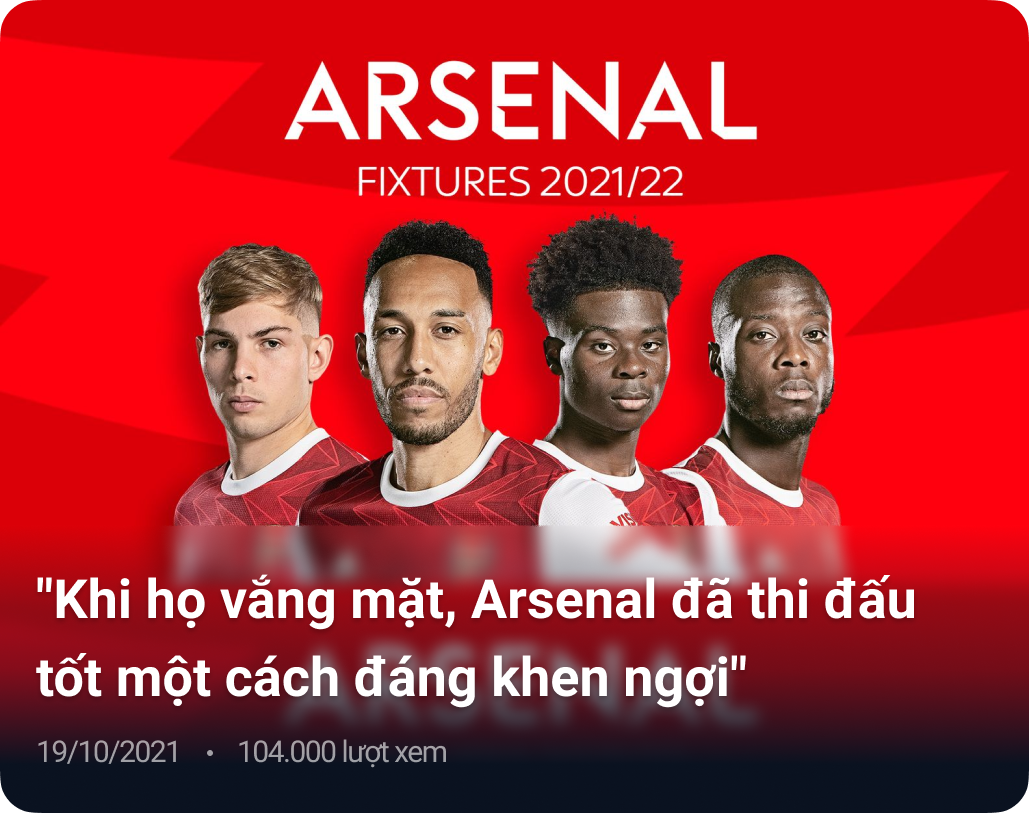 ARSENAL
FIXTURES 2021/22
"Khi họ vắng mặt, Arsenal đã thi đấu
tốt một cách đáng khen ngợi"
19/10/2021 • 104.000 lượt xem